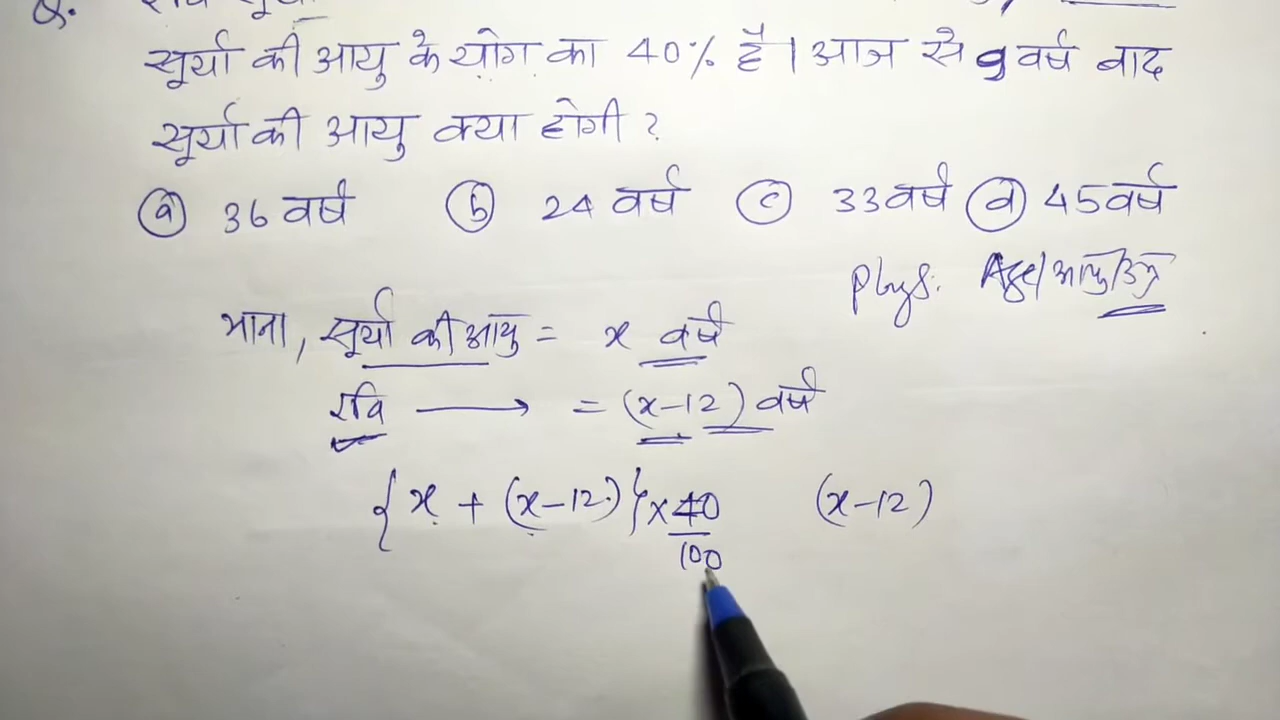 Q.
सूर्या की आयु के योग का 40% है। आज से 9 वर्ष बाद
सूर्या की आयु क्या होगी ?
(a) 36 वर्ष (b) 24 वर्ष (c) 33 वर्ष (d) 45 वर्ष
Age/आयु/उम्र
माना, सूर्या की आयु = x वर्ष
रवि ⟶ = (x-12) वर्ष
{x + (x-12)} × 40/100 (x-12)